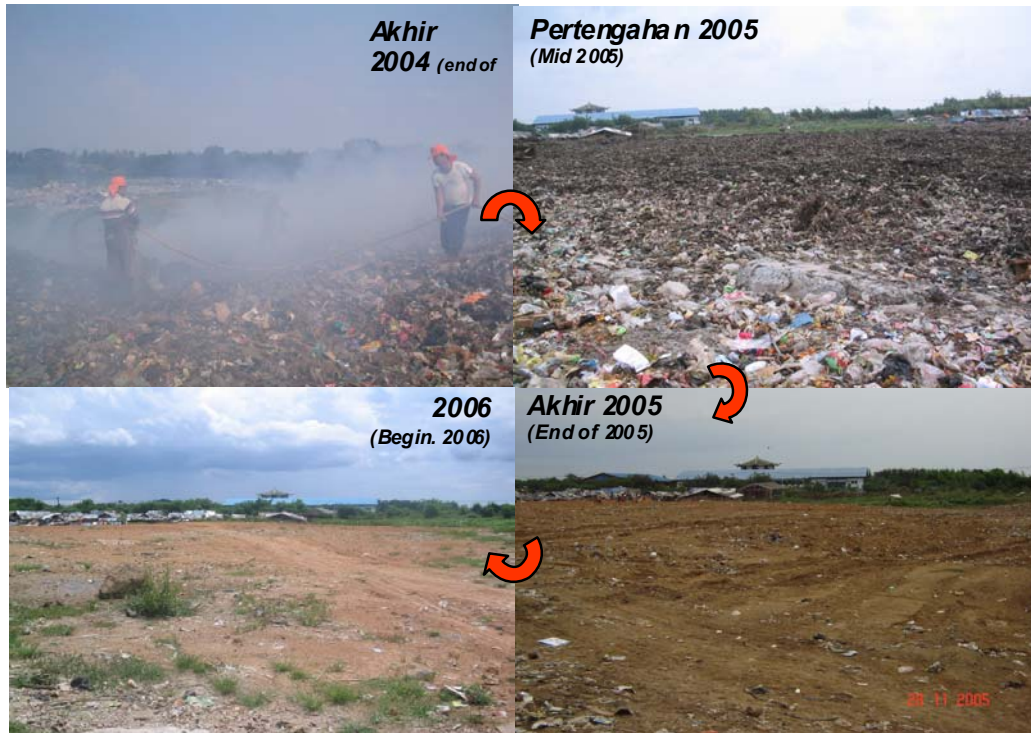 Akhir
2004 (end of
Pertengahan 2005
(Mid 2005)
2006
(Begin. 2006)
Akhir 2005
(End of 2005)
28 11 2005